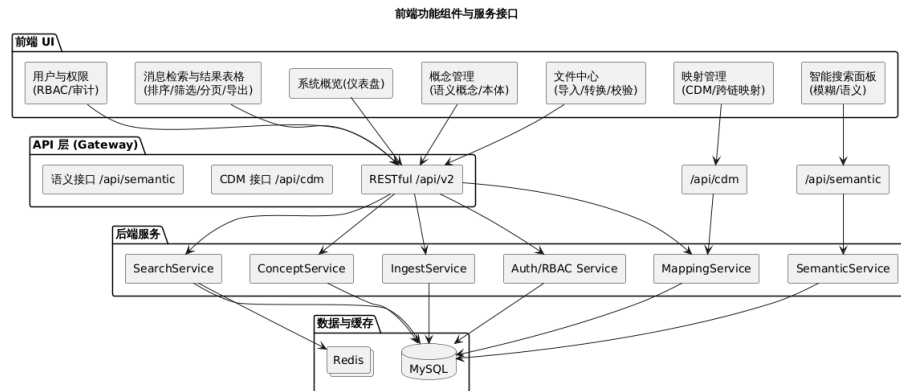 前端功能组件与服务接口
前端 UI
用户与权限
(RBAC/审计)
消息检索与结果表格
(排序/筛选/分页/导出)
系统概览(仪表盘)
概念管理
(语义概念/本体)
文件中心
(导入/转换/校验)
映射管理
(CDM/跨链映射)
智能搜索面板
(模糊/语义)
API 层 (Gateway)
语义接口 /api/semantic
CDM 接口 /api/cdm
RESTful /api/v2
/api/cdm
/api/semantic
后端服务
SearchService
ConceptService
IngestService
Auth/RBAC Service
MappingService
SemanticService
数据与缓存
Redis
MySQL